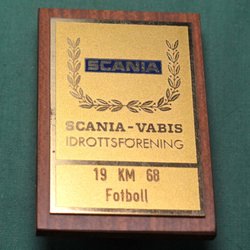 SCANIA
SCANIA-VABIS
IDROTTSFÖRENING
19 KM 68
Fotboll